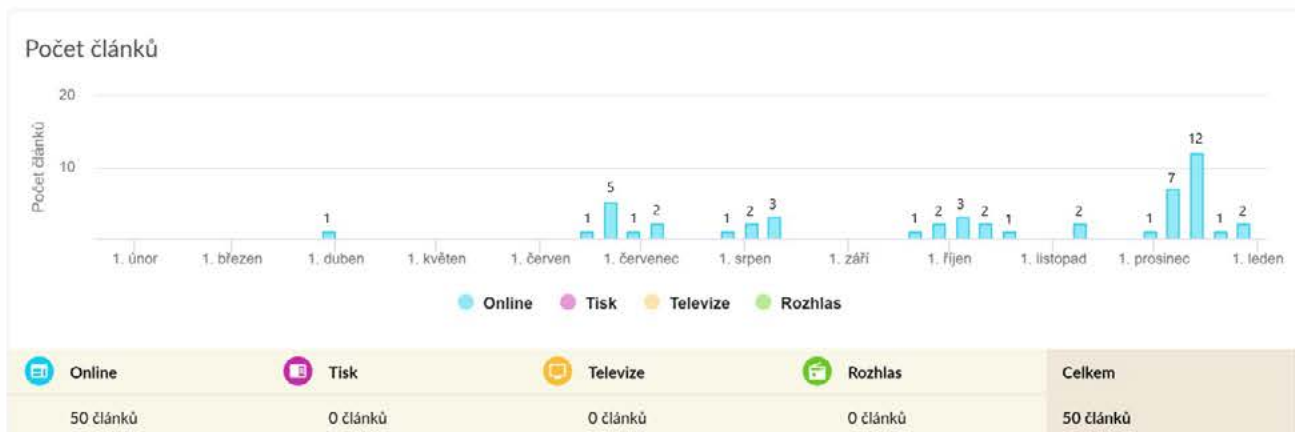 Počet článků
20
10
Počet článků
1
1
5
1
2
1
2
3
1
2
3
2
1
2
1
7
12
1
2
1. únor
1. březen
1. duben
1. květen
1. červen
1. červenec
1. srpen
1. září
1. říjen
1. listopad
1. prosinec
1. leden
Online
Tisk
Televize
Rozhlas
Online
Tisk
Televize
Rozhlas
Celkem
50 článků
0 článků
0 článků
0 článků
50 článků